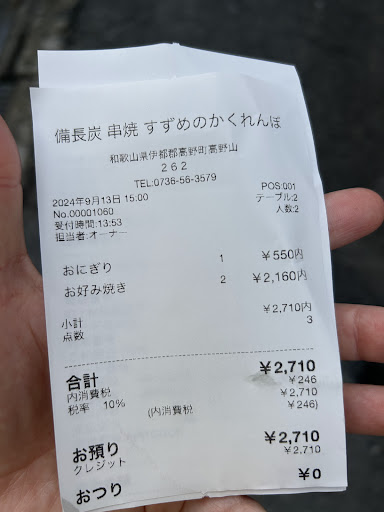 備長炭 串焼 すずめのかくれんぼ
和歌山県伊都郡高野町高野山
２６２
TEL:0736-56-3579
2024年9月13日 15:00 POS:001
No.00001060 テーブル:2
受付時間:13:53 人数:2
担当者:オーナー
おにぎり 1 ¥550内
お好み焼き 2 ¥2,160内
小計 ¥2,710内
点数 3
合計 ¥2,710
内消費税 ¥246
税率 10% ¥2,710
(内消費税 ¥246)
お預り ¥2,710
クレジット ¥2,710
おつり ¥0